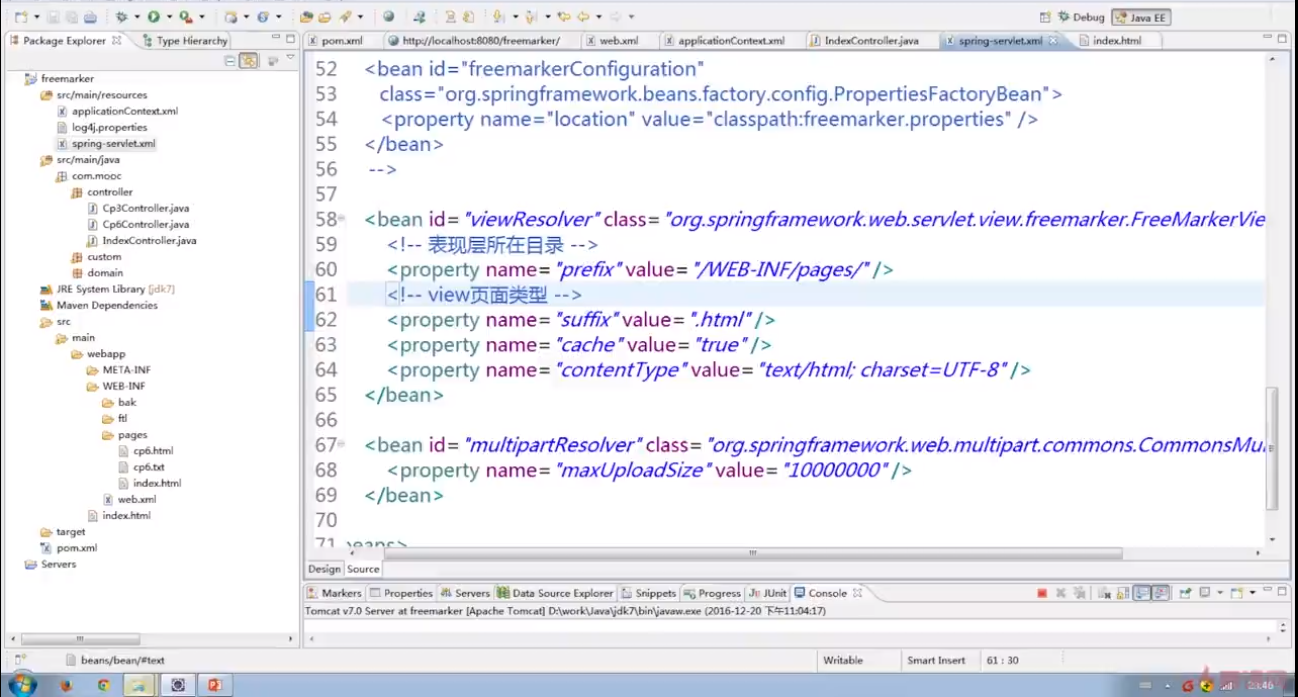 Debug
Java EE
Package Explorer
Type Hierarchy
pom.xml
http://localhost:8080/freemarker/
web.xml
applicationContext.xml
IndexController.java
spring-servlet.xml
index.html
freemarker
src/main/resources
applicationContext.xml
log4j.properties
spring-servlet.xml
src/main/java
com.mooc
controller
Cp3Controller.java
Cp6Controller.java
IndexController.java
custom
domain
JRE System Library [jdk7]
Maven Dependencies
src
main
webapp
META-INF
WEB-INF
bak
ftl
pages
cp6.html
cp6.txt
index.html
web.xml
index.html
target
pom.xml
Servers
52 <bean id="freemarkerConfiguration"
53 class="org.springframework.beans.factory.config.PropertiesFactoryBean">
54 <property name="location" value="classpath:freemarker.properties" />
55 </bean>
56 -->
57
58 <bean id="viewResolver" class="org.springframework.web.servlet.view.freemarker.FreeMarkerVie
59 <!-- 表现层所在目录 -->
60 <property name="prefix" value="/WEB-INF/pages/" />
61 <!-- view页面类型 -->
62 <property name="suffix" value=".html" />
63 <property name="cache" value="true" />
64 <property name="contentType" value="text/html; charset=UTF-8" />
65 </bean>
66
67 <bean id="multipartResolver" class="org.springframework.web.multipart.commons.CommonsMu
68 <property name="maxUploadSize" value="10000000" />
69 </bean>
70
71 beans>
Design Source
Markers Properties Servers Data Source Explorer Snippets Progress JUnit Console
Tomcat v7.0 Server at freemarker [Apache Tomcat] D:\work\Java\jdk7\bin\javaw.exe (2016-12-20 下午11:04:17)
beans/bean/#text
Writable
Smart Insert
61 : 30
23:46